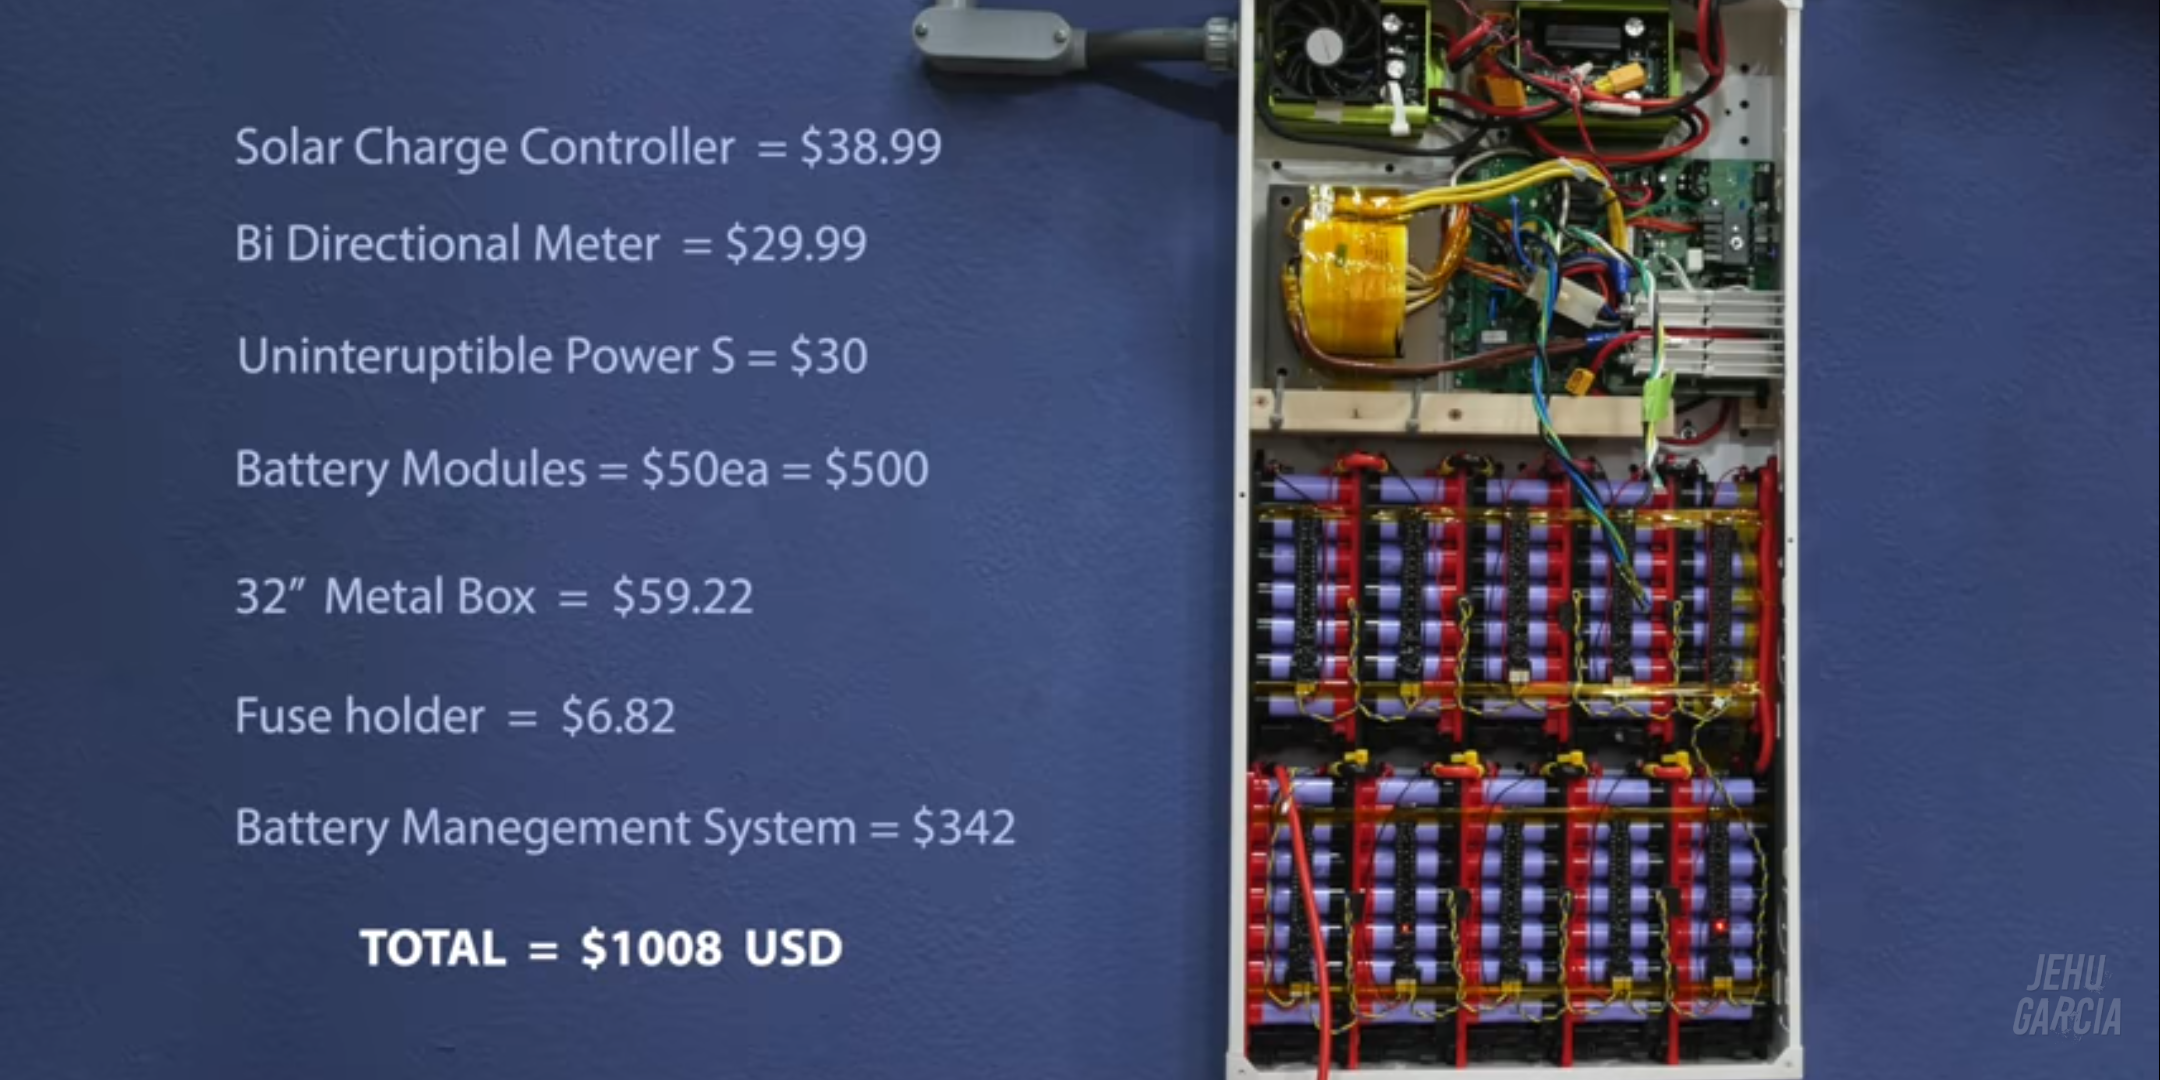 Solar Charge Controller = $38.99
Bi Directional Meter = $29.99
Uninteruptible Power S = $30
Battery Modules = $50ea = $500
32” Metal Box = $59.22
Fuse holder = $6.82
Battery Manegement System = $342
TOTAL = $1008 USD
JEHU
GARCIA